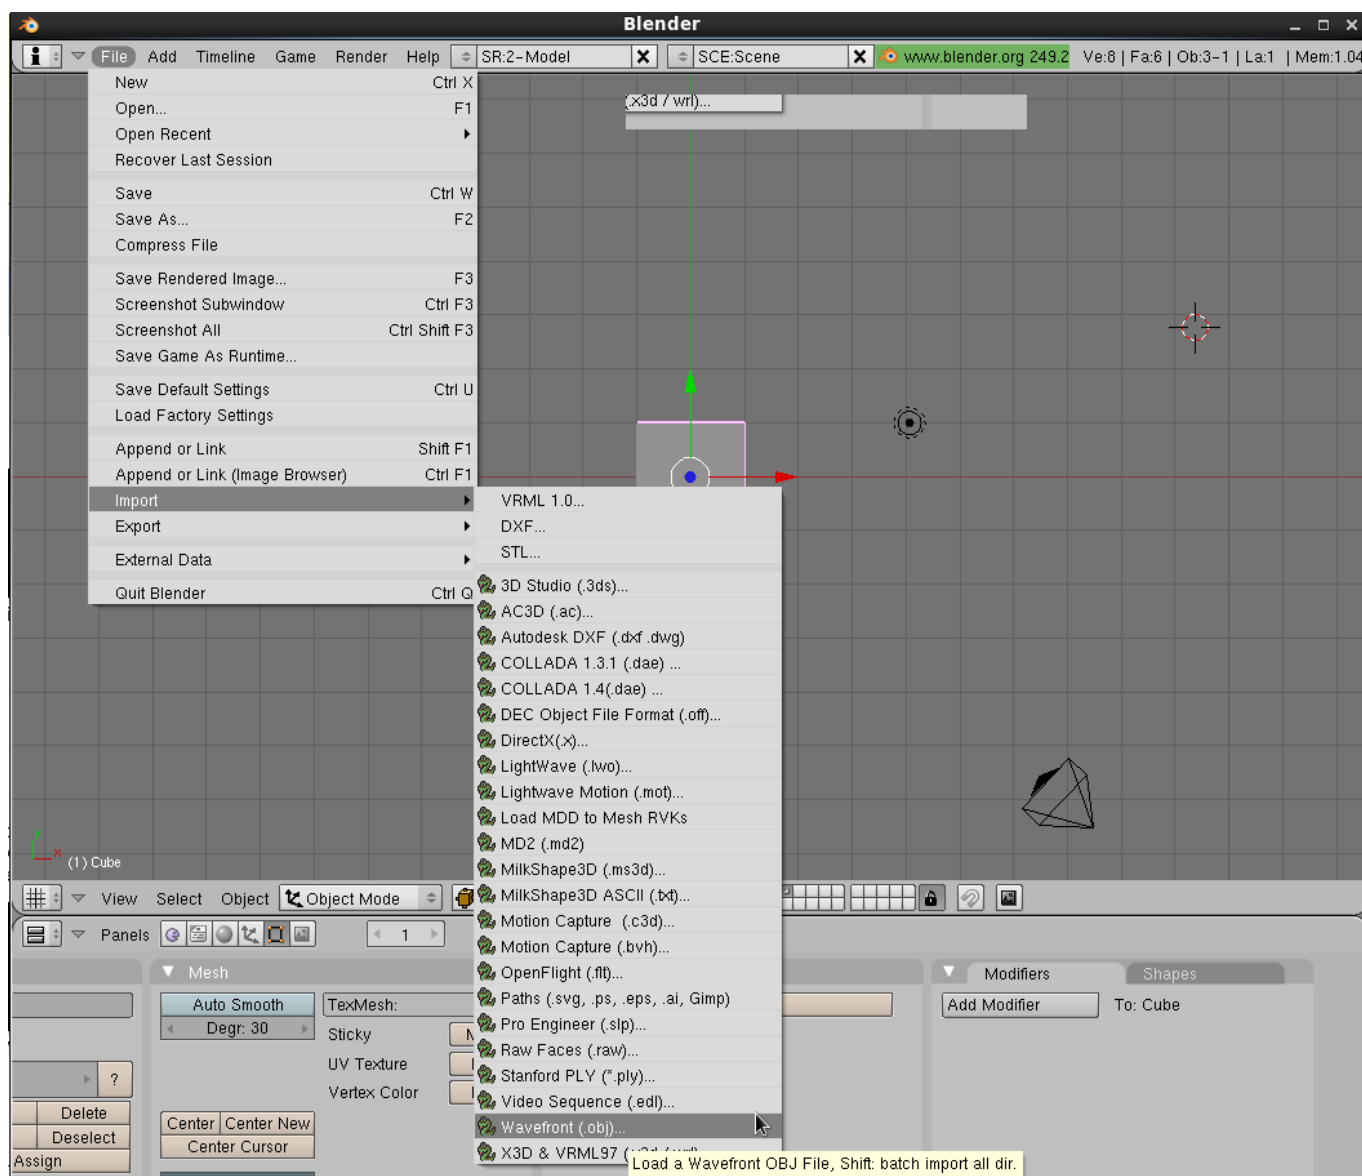 Blender
File Add Timeline Game Render Help SR:2-Model SCE:Scene www.blender.org 249.2 Ve:8 | Fa:6 | Ob:3-1 | La:1 | Mem:1.04
New Ctrl X
Open... F1
Open Recent
Recover Last Session
Save Ctrl W
Save As... F2
Compress File
Save Rendered Image... F3
Screenshot Subwindow Ctrl F3
Screenshot All Ctrl Shift F3
Save Game As Runtime...
Save Default Settings Ctrl U
Load Factory Settings
Append or Link Shift F1
Append or Link (Image Browser) Ctrl F1
Import
Export
External Data
Quit Blender Ctrl Q
(.x3d / wrl)...
VRML 1.0...
DXF...
STL...
3D Studio (.3ds)...
AC3D (.ac)...
Autodesk DXF (.dxf .dwg)
COLLADA 1.3.1 (.dae) ...
COLLADA 1.4(.dae) ...
DEC Object File Format (.off)...
DirectX(.x)...
LightWave (.lwo)...
Lightwave Motion (.mot)...
Load MDD to Mesh RVKs
MD2 (.md2)
MilkShape3D (.ms3d)...
MilkShape3D ASCII (.txt)...
Motion Capture (.c3d)...
Motion Capture (.bvh)...
OpenFlight (.flt)...
Paths (.svg, .ps, .eps, .ai, Gimp)
Pro Engineer (.slp)...
Raw Faces (.raw)...
Stanford PLY (*.ply)...
Video Sequence (.edl)...
Wavefront (.obj)...
X3D & VRML97
Load a Wavefront OBJ File, Shift: batch import all dir.
y
x
(1) Cube
View Select Object Object Mode
Panels 1
Mesh
Auto Smooth
Degr: 30
TexMesh:
Sticky
UV Texture
Vertex Color
Center Center New
Center Cursor
?
Delete
Deselect
Assign
Modifiers Shapes
Add Modifier To: Cube